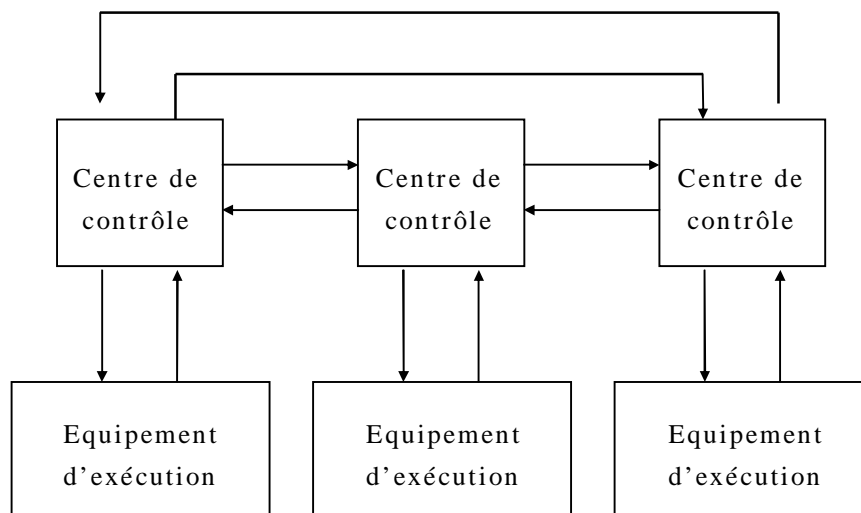 Centre de
contrôle
Centre de
contrôle
Centre de
contrôle
Equipement
d’exécution
Equipement
d’exécution
Equipement
d’exécution